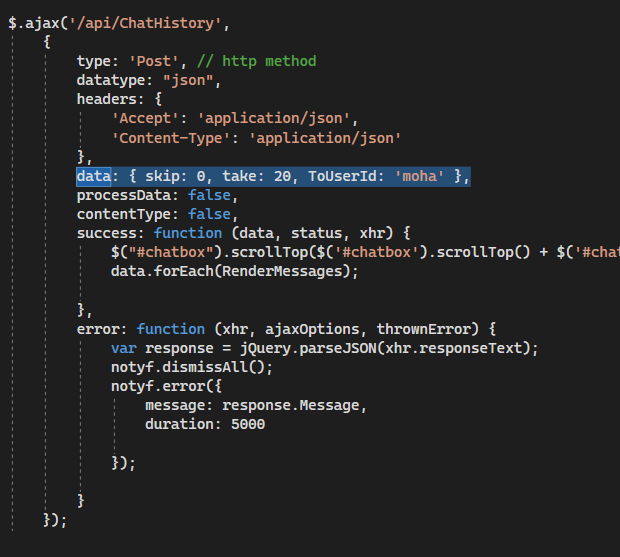 $.ajax('/api/ChatHistory',
{
type: 'Post', // http method
datatype: "json",
headers: {
'Accept': 'application/json',
'Content-Type': 'application/json'
},
data: { skip: 0, take: 20, ToUserId: 'moha' },
processData: false,
contentType: false,
success: function (data, status, xhr) {
$("#chatbox").scrollTop($('#chatbox').scrollTop() + $('#chat
data.forEach(RenderMessages);
},
error: function (xhr, ajaxOptions, thrownError) {
var response = jQuery.parseJSON(xhr.responseText);
notyf.dismissAll();
notyf.error({
message: response.Message,
duration: 5000
});
}
});